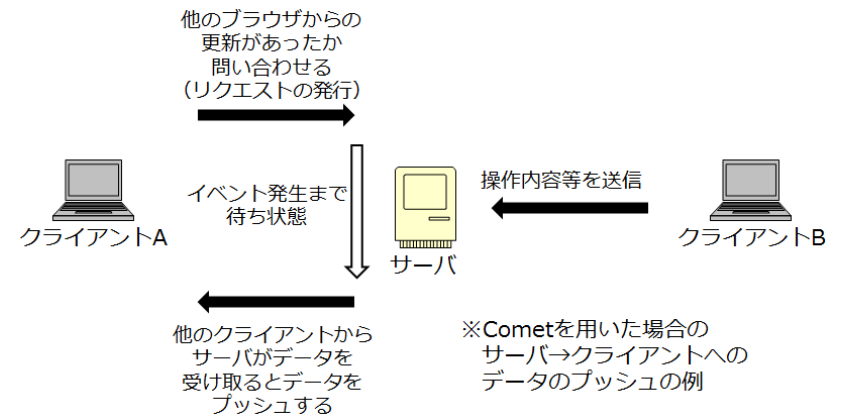 他のブラウザからの
更新があったか
問い合わせる
（リクエストの発行）
イベント発生まで
待ち状態
操作内容等を送信
クライアントA
サーバ
クライアントB
他のクライアントから
サーバがデータを
受け取るとデータを
プッシュする
※Cometを用いた場合の
サーバ→クライアントへの
データのプッシュの例